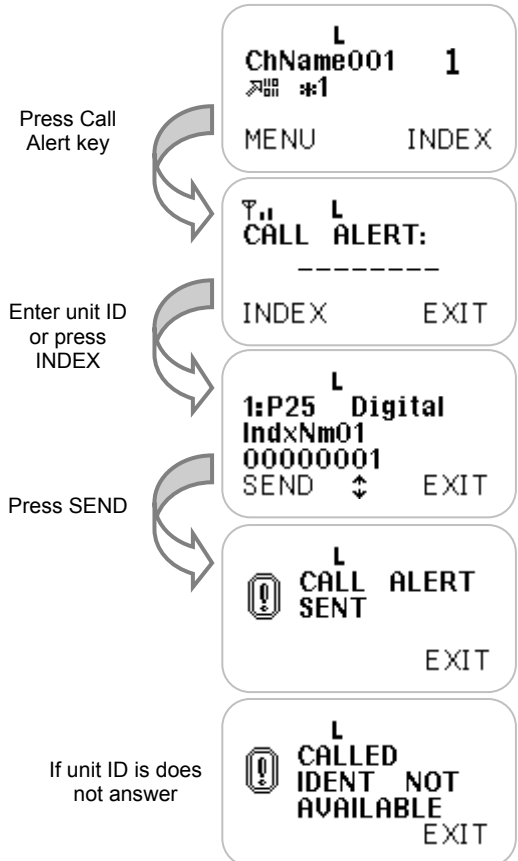 L
ChName001 1
*1
MENU INDEX
Press Call
Alert key
L
CALL ALERT:
--------
INDEX EXIT
Enter unit ID
or press
INDEX
L
1:P25 Digital
IndxNm01
00000001
SEND EXIT
Press SEND
L
CALL ALERT
SENT
EXIT
If unit ID is does
not answer
L
CALLED
IDENT NOT
AVAILABLE
EXIT